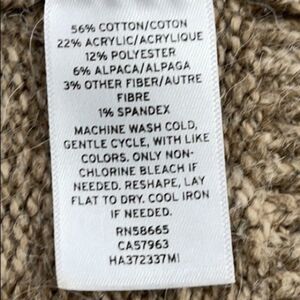 56% COTTON/COTON
22% ACRYLIC/ACRYLIQUE
12% POLYESTER
6% ALPACA/ALPAGA
3% OTHER FIBER/AUTRE
FIBRE
1% SPANDEX
MACHINE WASH COLD,
GENTLE CYCLE, WITH LIKE
COLORS. ONLY NON-
CHLORINE BLEACH IF
NEEDED. RESHAPE, LAY
FLAT TO DRY. COOL IRON
IF NEEDED.
RN58665
CA57963
HA372337MI